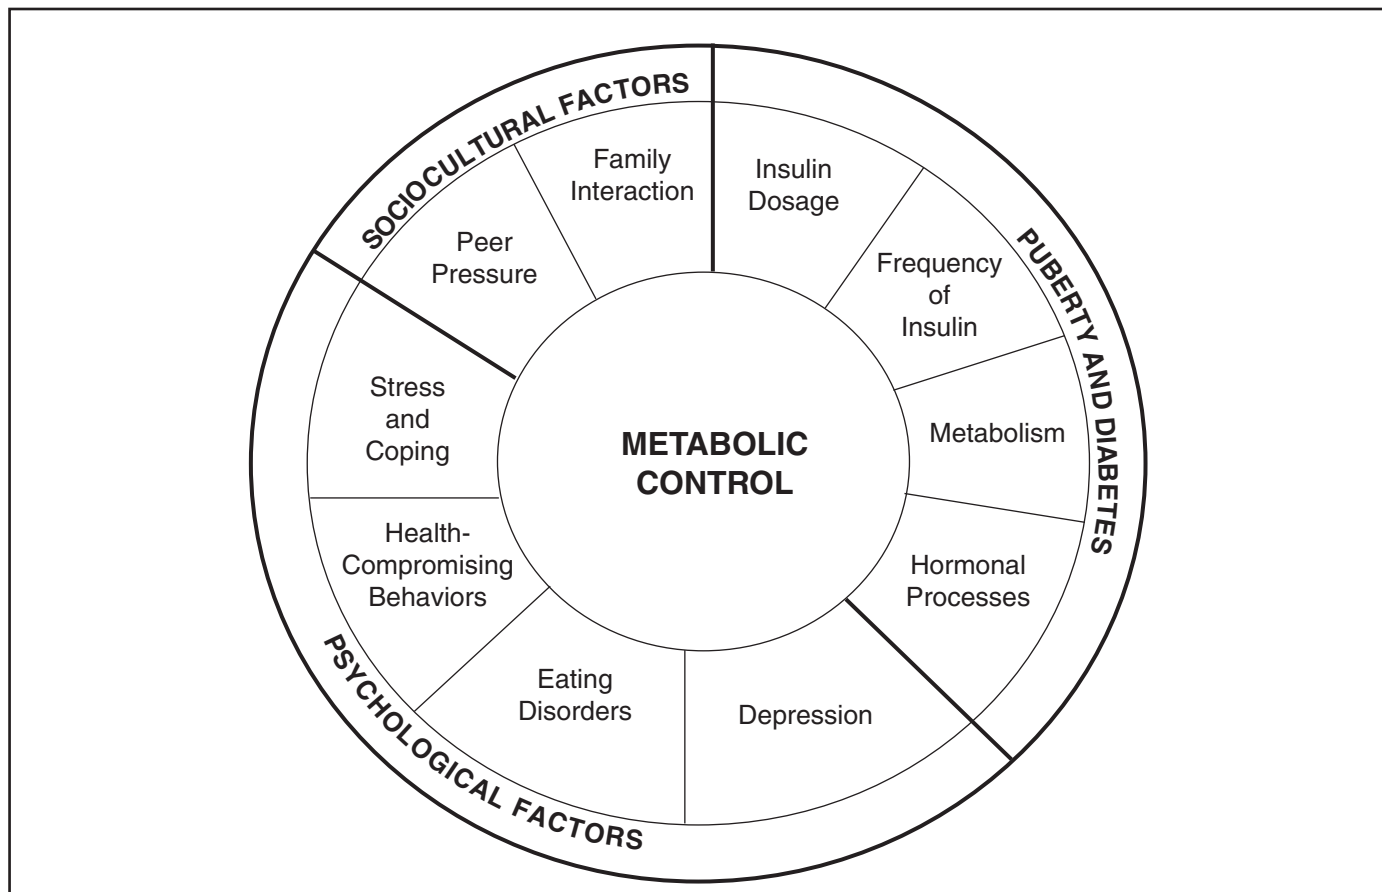 SOCIOCULTURAL FACTORS
Family
Interaction
Peer
Pressure
PUBERTY AND DIABETES
Insulin
Dosage
Frequency
of
Insulin
Metabolism
Hormonal
Processes
METABOLIC
CONTROL
PSYCHOLOGICAL FACTORS
Stress
and
Coping
Health-
Compromising
Behaviors
Eating
Disorders
Depression